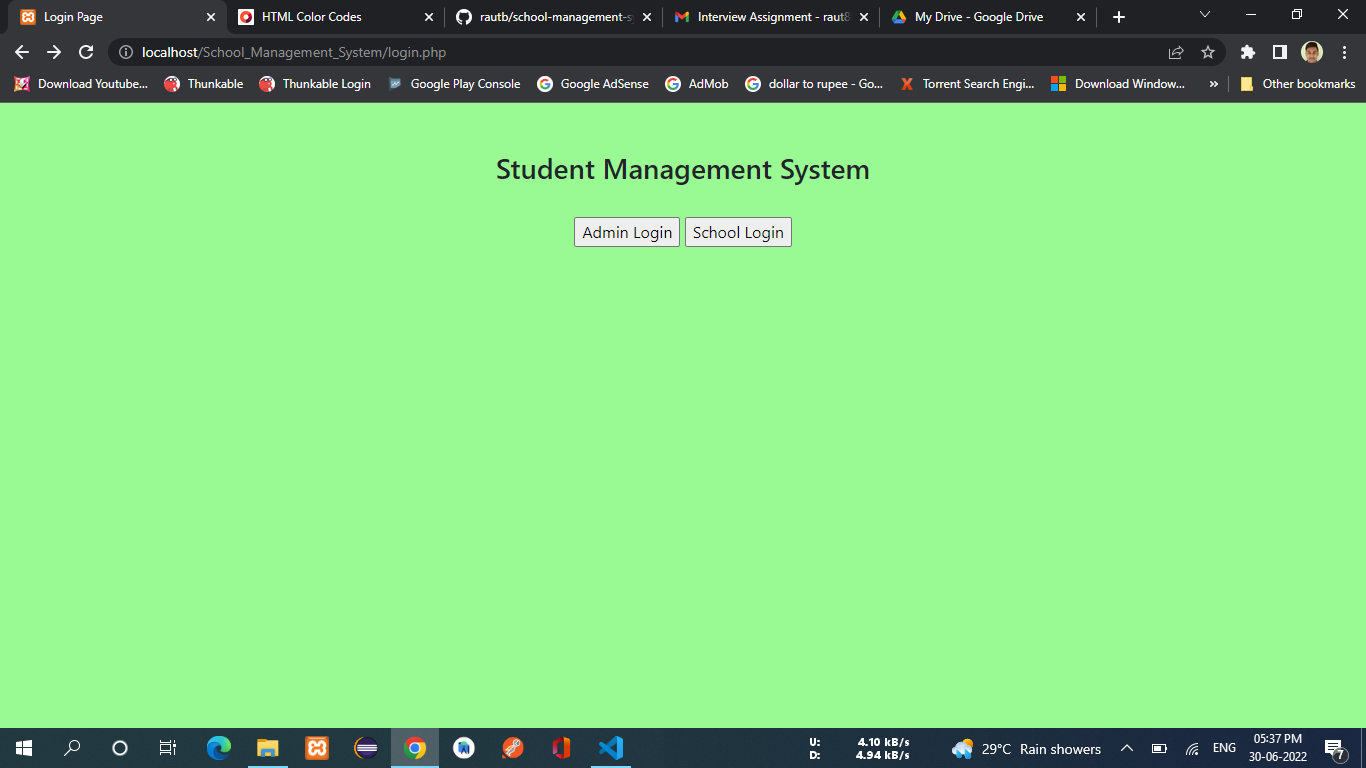 Login Page
HTML Color Codes
rautb/school-management-s
Interview Assignment - raut8
My Drive - Google Drive
localhost/School_Management_System/login.php
Download Youtube...
Thunkable
Thunkable Login
Google Play Console
Google AdSense
AdMob
dollar to rupee - Go...
Torrent Search Engi...
Download Window...
»
Other bookmarks
Student Management System
Admin Login School Login
U: 4.10 kB/s
D: 4.94 kB/s
29°C Rain showers
ENG
05:37 PM
30-06-2022
7